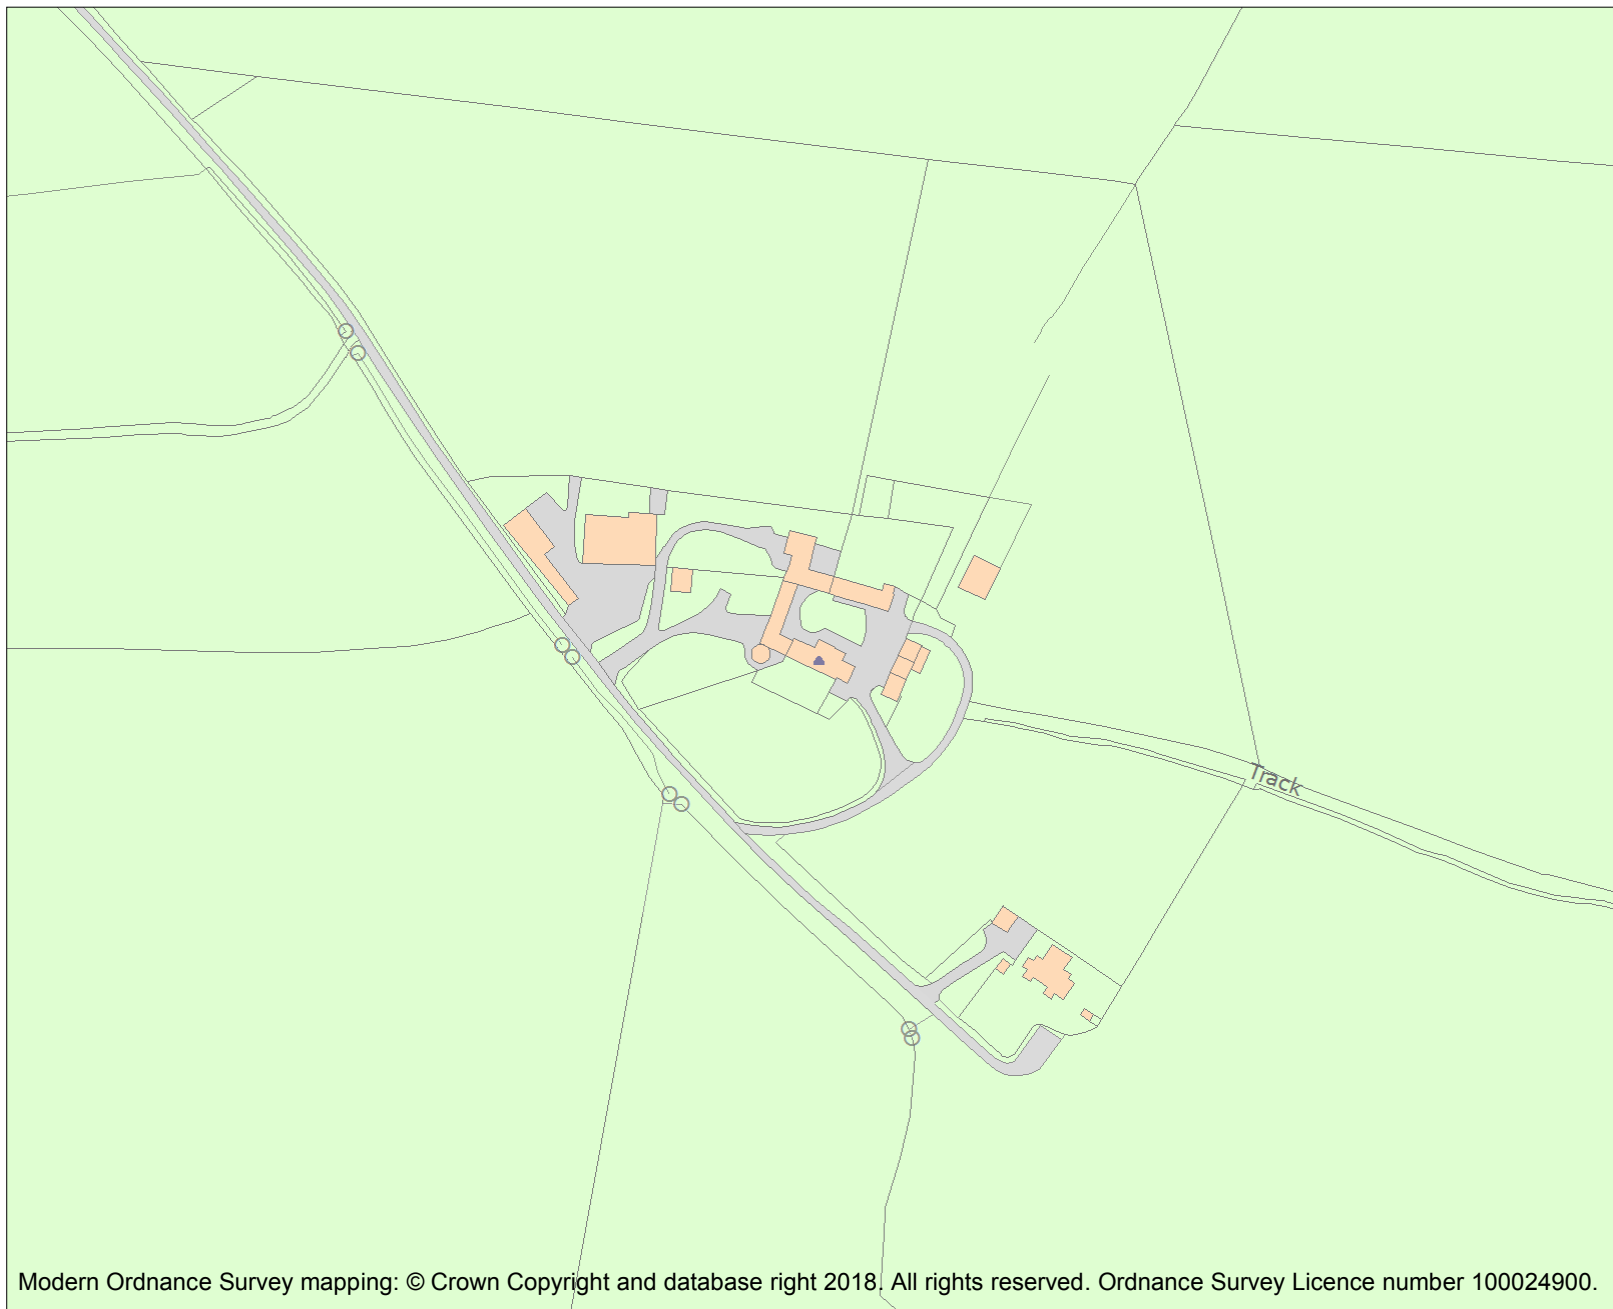 Track
Modern Ordnance Survey mapping: © Crown Copyright and database right 2018. All rights reserved. Ordnance Survey Licence number 100024900.